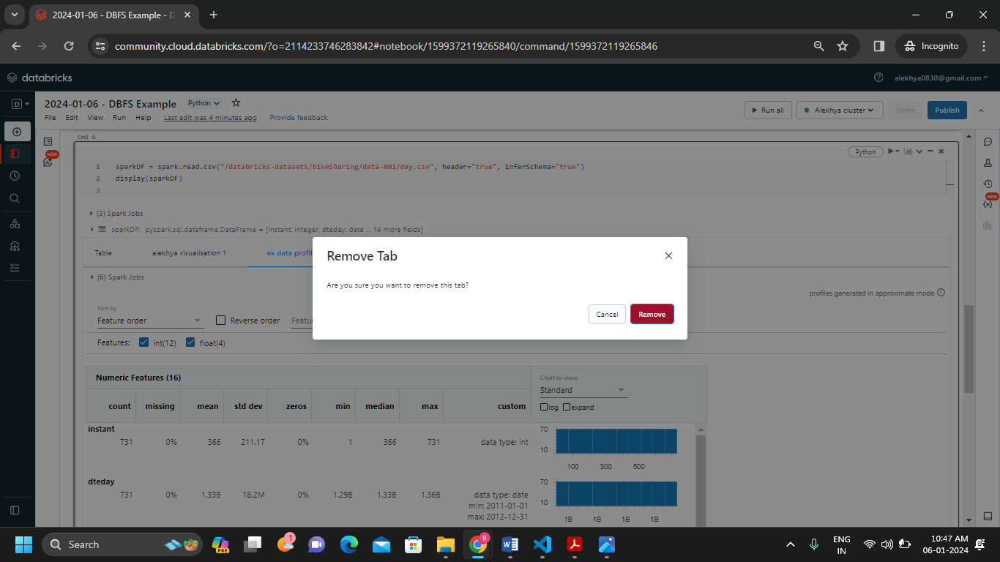 2024-01-06 - DBFS Example - D
community.cloud.databricks.com/?o=2114233746283842#notebook/1599372119265840/command/1599372119265846
Incognito
databricks
alekhya0830@gmail.com
D
2024-01-06 - DBFS Example
Python
File Edit View Run Help Last edit was 4 minutes ago Provide feedback
Run all
Alekhya cluster
Share
Publish
Cmd 6
NEW
Python
1 sparkDF = spark.read.csv("/databricks-datasets/bikeSharing/data-001/day.csv", header="true", inferSchema="true")
2 display(sparkDF)
3
NEW
(3) Spark Jobs
sparkDF: pyspark.sql.dataframe.DataFrame = [instant: integer, dteday: date ... 14 more fields]
Table alekhya visualisation 1 ex data profil
Remove Tab
(6) Spark Jobs
Are you sure you want to remove this tab?
profiles generated in approximate mode
Cancel Remove
Sort by
Feature order Reverse order Featu
Features: int(12) float(4)
Numeric Features (16)
Chart to show
Standard
count missing mean std dev zeros min median max custom
log expand
instant
731 0% 366 211.17 0% 1 366 731 data type: int
70
10
100 300 500
dteday
731 0% 1.33B 18.2M 0% 1.29B 1.33B 1.36B data type: date
min: 2011-01-01
max: 2012-12-31
70
10
1B 1B 1B 1B
Search
PRE
1
B
ENG
IN
10:47 AM
06-01-2024